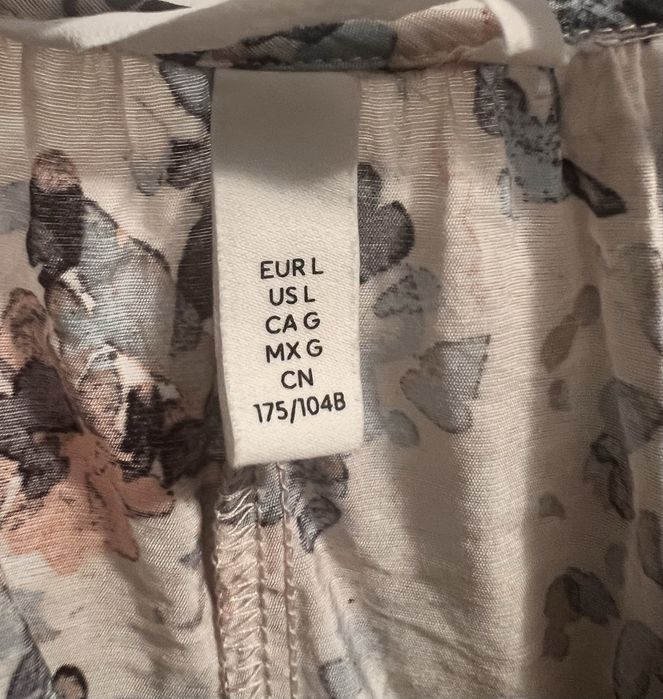 EUR L
US L
CA G
MX G
CN
175/104B